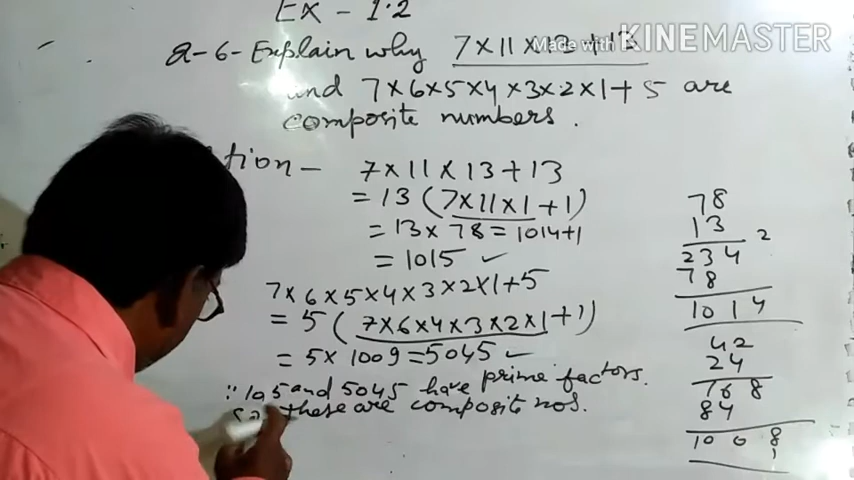 Ex - 1.2
Made with KINEMASTER
Q-6- Explain why 7×11×13+13
and 7×6×5×4×3×2×1+5 are
composite numbers.
tion - 7×11×13+13
= 13 (7×11×1+1)
= 13×78 = 1014+1
= 1015 ✓
7×6×5×4×3×2×1+5
= 5 (7×6×4×3×2×1+1)
= 5×1009 = 5045 ✓
∵ 105 and 5045 have prime factors.
these are composite nos.
78
13
2
234
78
1014
42
24
168
84
1008
1